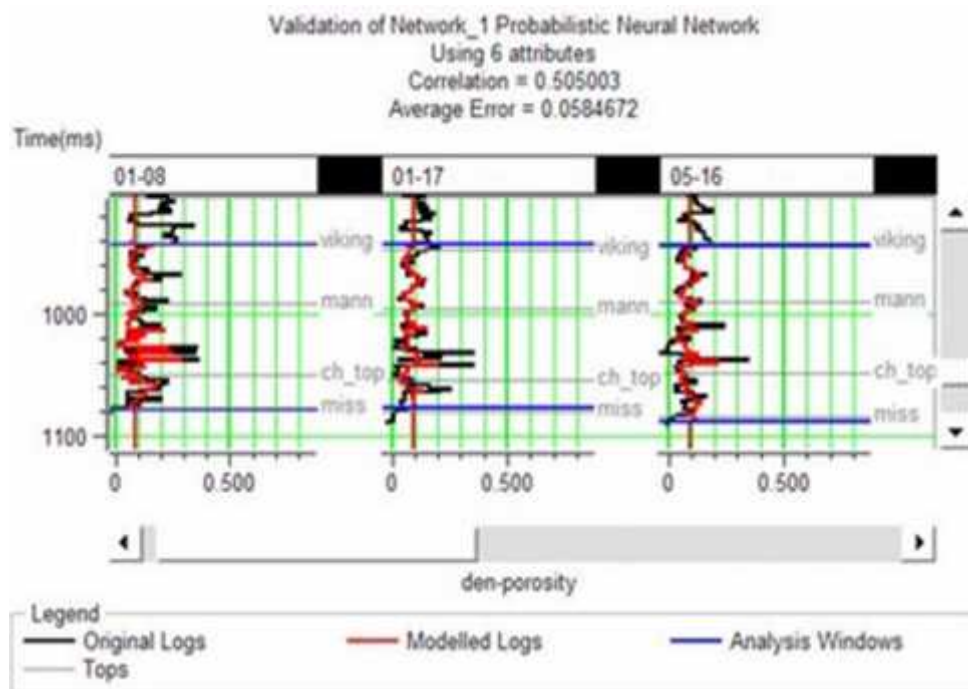 Validation of Network_1 Probabilistic Neural Network
Using 6 attributes
Correlation = 0.505003
Average Error = 0.0584672
Time(ms)
01-08
01-17
05-16
viking
viking
viking
mann
mann
mann
1000
ch_top
ch_top
ch_top
miss
miss
miss
1100
0
0.500
0
0.500
0
0.500
den-porosity
Legend
Original Logs
Modelled Logs
Analysis Windows
Tops